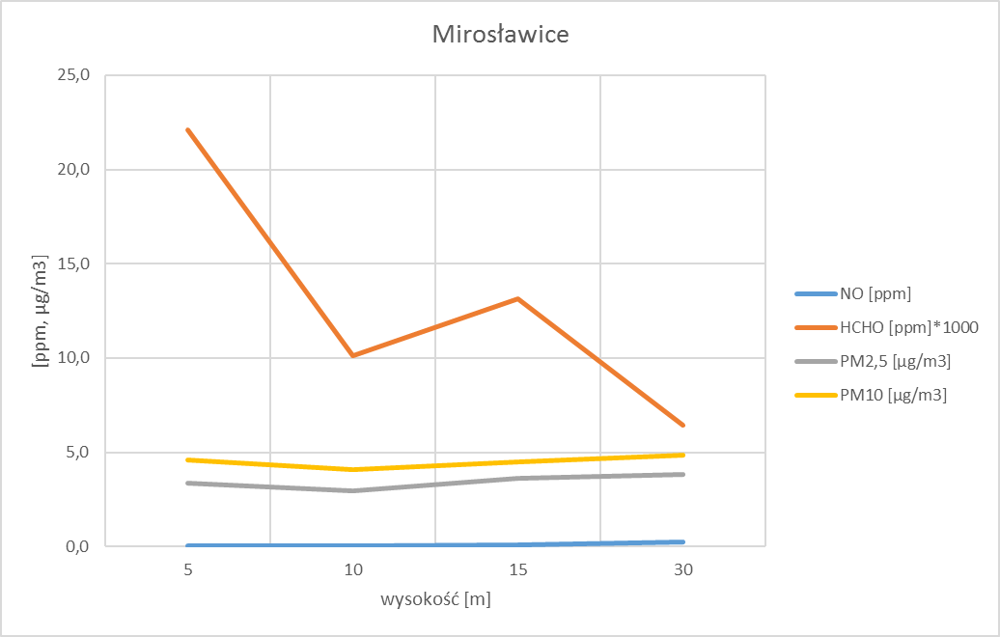 Mirosławice
25,0
20,0
15,0
10,0
5,0
0,0
[ppm, µg/m3]
5 10 15 30
wysokość [m]
NO [ppm]
HCHO [ppm]*1000
PM2,5 [µg/m3]
PM10 [µg/m3]